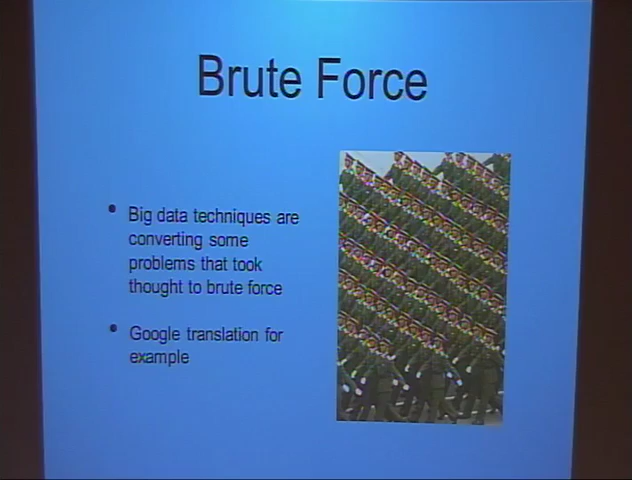 Brute Force
• Big data techniques are
converting some
problems that took
thought to brute force
• Google translation for
example